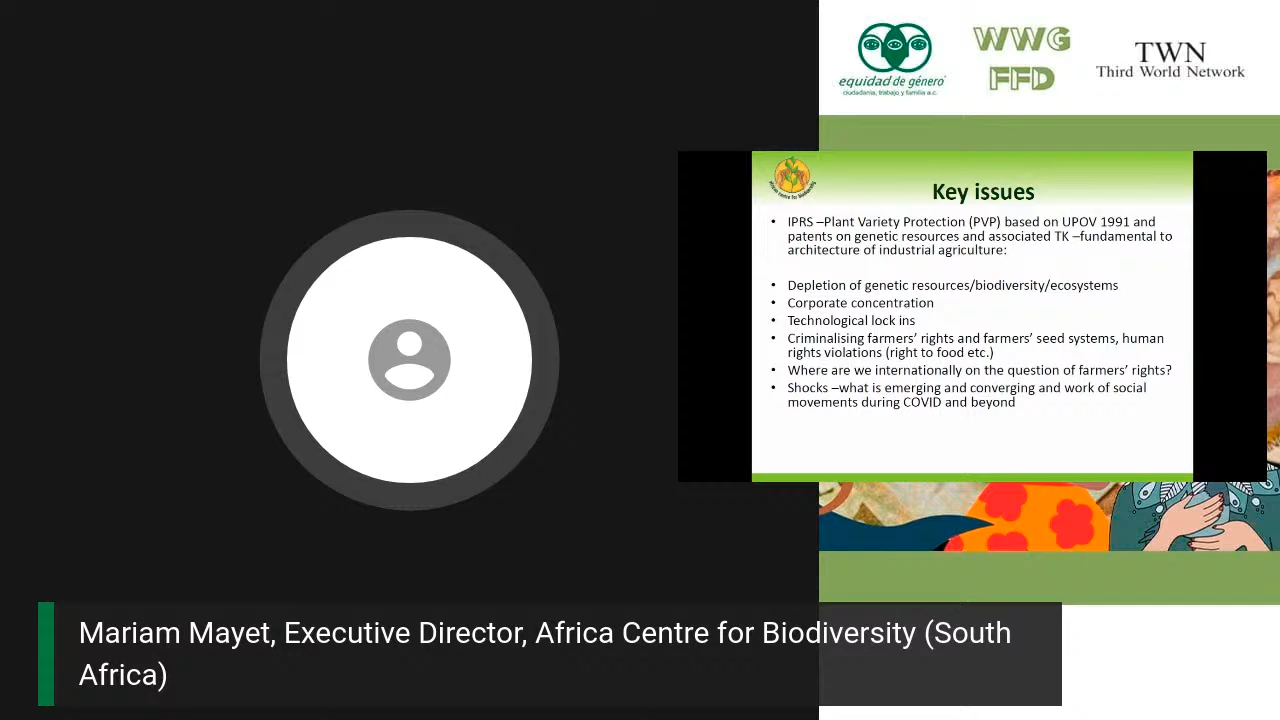 equidad de género
ciudadanía, trabajo y familia a.c.
WWG
FFD
TWN
Third World Network
african centre for biodiversity
Key issues
• IPRS –Plant Variety Protection (PVP) based on UPOV 1991 and
patents on genetic resources and associated TK –fundamental to
architecture of industrial agriculture:
• Depletion of genetic resources/biodiversity/ecosystems
• Corporate concentration
• Technological lock ins
• Criminalising farmers’ rights and farmers’ seed systems, human
rights violations (right to food etc.)
• Where are we internationally on the question of farmers’ rights?
• Shocks –what is emerging and converging and work of social
movements during COVID and beyond
Mariam Mayet, Executive Director, Africa Centre for Biodiversity (South
Africa)